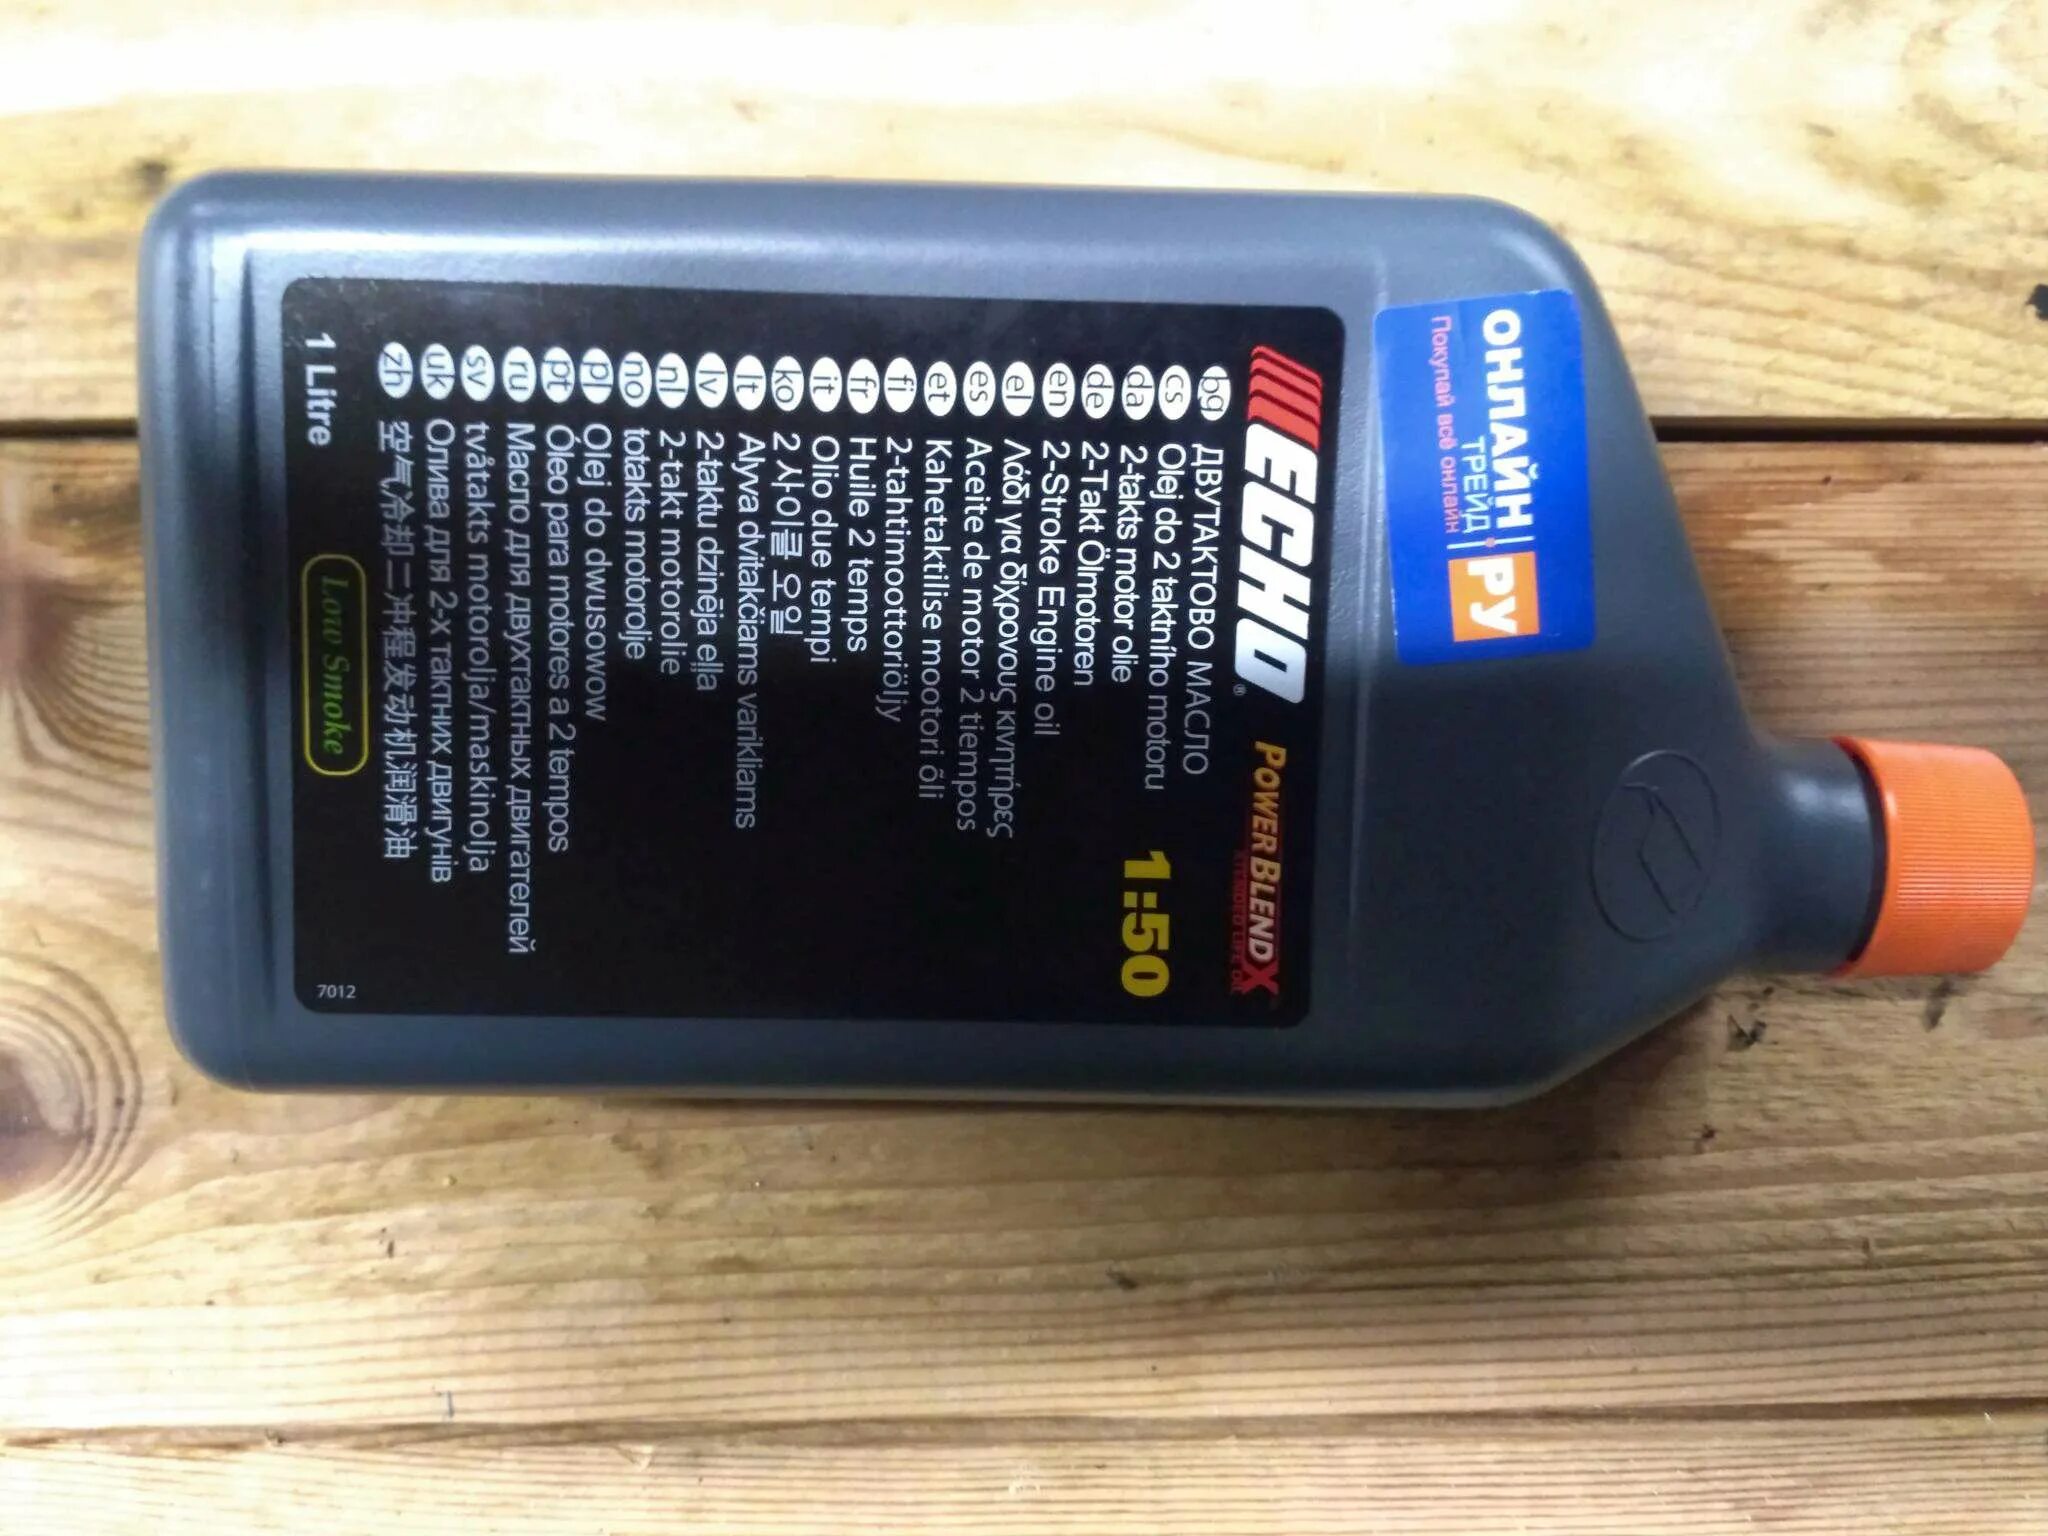 ОНЛАЙН
ТРЕЙД.РУ
Покупай всё онлайн
ECHO®
POWERBLEND X
EXTENDED LIFE OIL
1:50
bg ДВУТАКТОВО МАСЛО
cs Olej do 2 taktního motoru
da 2-takts motor olie
de 2-Takt Ölmotoren
en 2-Stroke Engine oil
el Λάδι για δίχρονους κινητήρες
es Aceite de motor 2 tiempos
et Kahetaktilise mootori õli
fi 2-tahtimoottoriöljy
fr Huile 2 temps
it Olio due tempi
ko 2 사이클 오일
lt Alyva dvitakčiams varikliams
lv 2-taktu dzinēja eļļa
nl 2-takt motorolie
no totakts motorolje
pl Olej do dwusowow
pt Óleo para motores a 2 tempos
ru Масло для двухтактных двигателей
sv tvåtakts motorolja/maskinolja
uk Олива для 2-х тактних двигунів
zh 空气冷却二冲程发动机润滑油
1 Litre
Low Smoke
7012